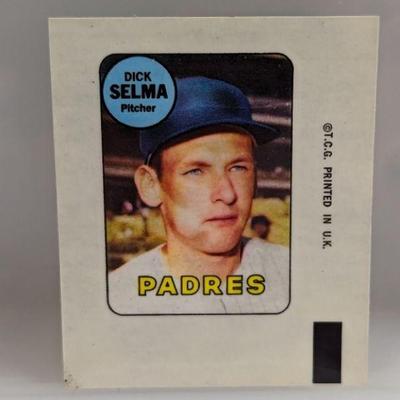 DICK
SELMA
Pitcher
PADRES
©T.C.G. PRINTED IN U.K.